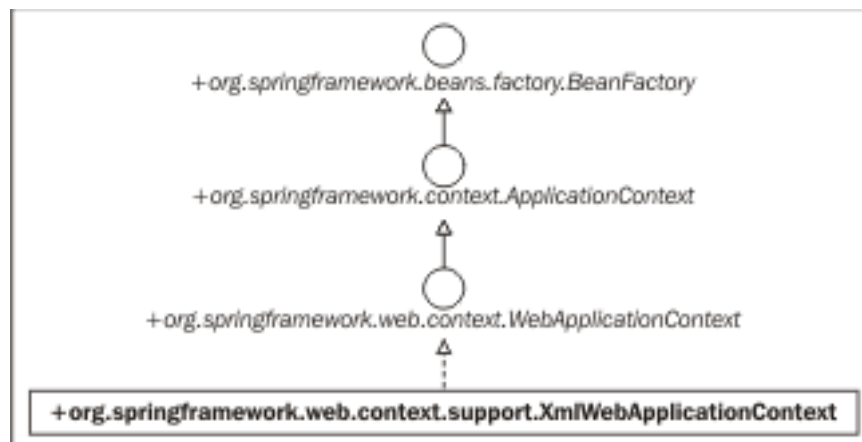 +org.springframework.beans.factory.BeanFactory
+org.springframework.context.ApplicationContext
+org.springframework.web.context.WebApplicationContext
+org.springframework.web.context.support.XmlWebApplicationContext